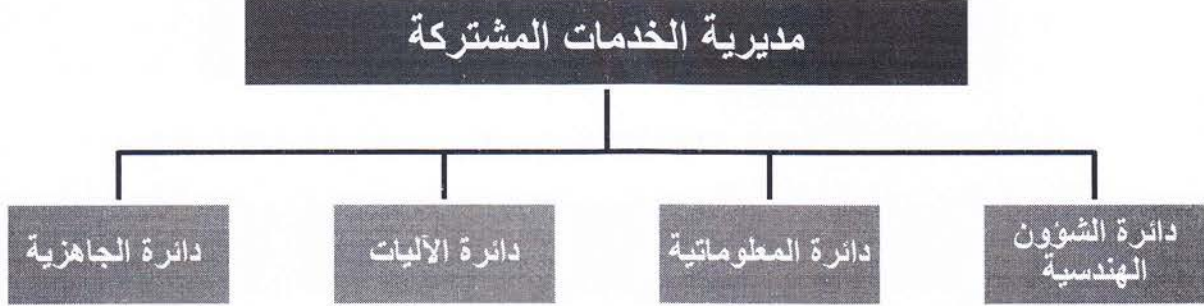 مديرية الخدمات المشتركة
دائرة الشؤون
الهندسية
دائرة المعلوماتية
دائرة الآليات
دائرة الجاهزية